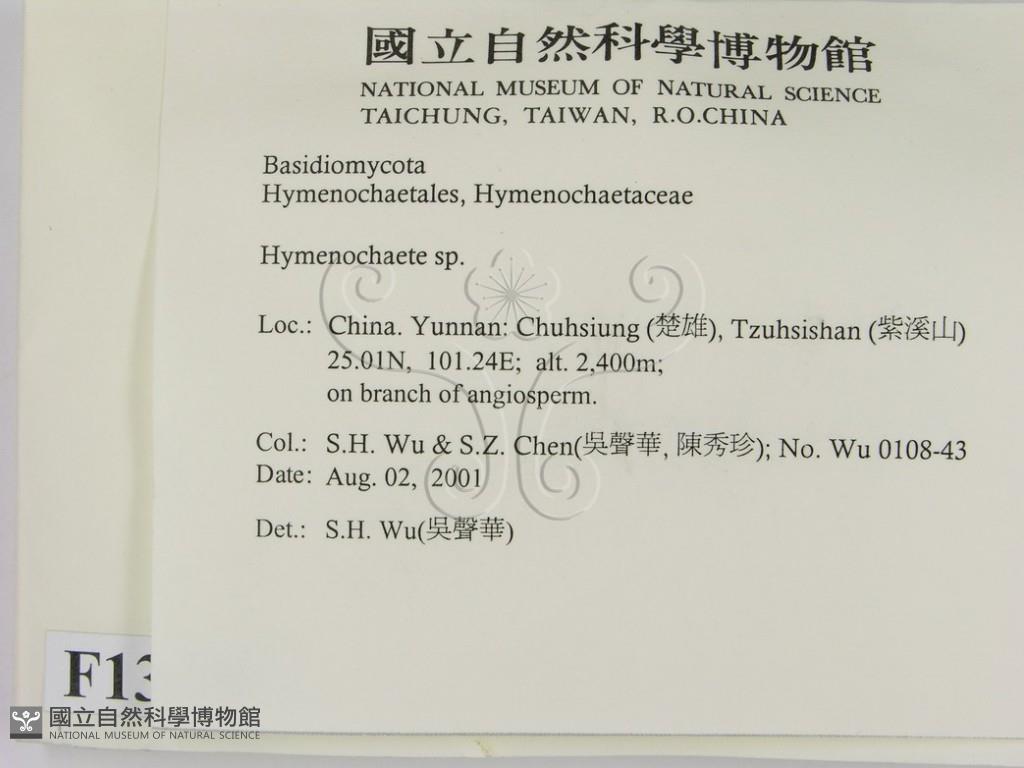 國立自然科學博物館
NATIONAL MUSEUM OF NATURAL SCIENCE
TAICHUNG, TAIWAN, R.O.CHINA
Basidiomycota
Hymenochaetales, Hymenochaetaceae
Hymenochaete sp.
Loc.: China. Yunnan: Chuhsiung (楚雄), Tzuhsishan (紫溪山)
25.01N, 101.24E; alt. 2,400m;
on branch of angiosperm.
Col.: S.H. Wu & S.Z. Chen(吳聲華, 陳秀珍); No. Wu 0108-43
Date: Aug. 02, 2001
Det.: S.H. Wu(吳聲華)
F13
國立自然科學博物館
NATIONAL MUSEUM OF NATURAL SCIENCE